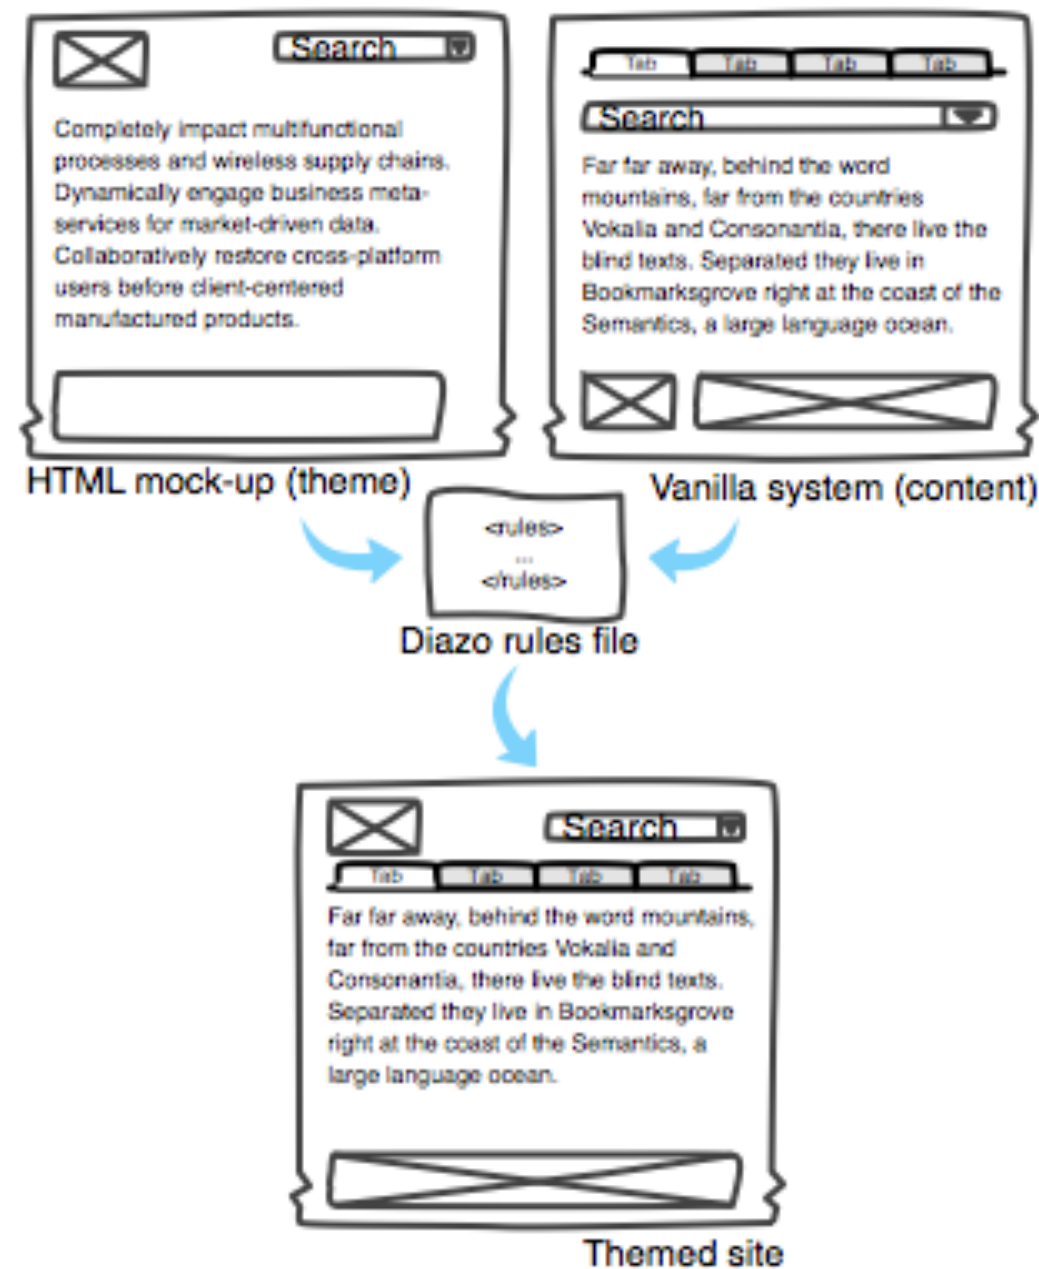 Search
Completely impact multifunctional
processes and wireless supply chains.
Dynamically engage business meta-
services for market-driven data.
Collaboratively restore cross-platform
users before client-centered
manufactured products.
HTML mock-up (theme)
Tab Tab Tab Tab
Search
Far far away, behind the word
mountains, far from the countries
Vokalia and Consonantia, there live the
blind texts. Separated they live in
Bookmarksgrove right at the coast of the
Semantics, a large language ocean.
Vanilla system (content)
<rules>
...
</rules>
Diazo rules file
Search
Tab Tab Tab Tab
Far far away, behind the word mountains,
far from the countries Vokalia and
Consonantia, there live the blind texts.
Separated they live in Bookmarksgrove
right at the coast of the Semantics, a
large language ocean.
Themed site